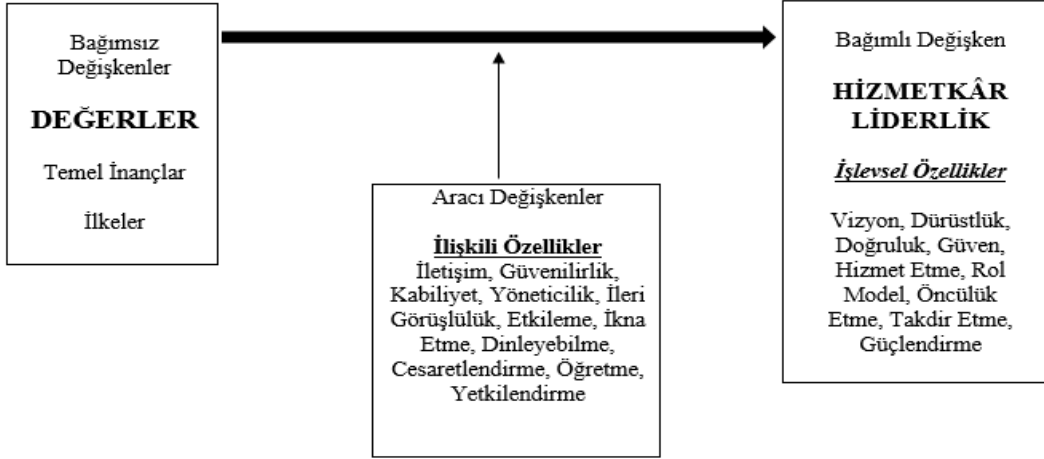 Bağımsız
Değişkenler
DEĞERLER
Temel İnançlar
İlkeler
Aracı Değişkenler
İlişkili Özellikler
İletişim, Güvenilirlik,
Kabiliyet, Yöneticilik, İleri
Görüşlülük, Etkileme, İkna
Etme, Dinleyebilme,
Cesaretlendirme, Öğretme,
Yetkilendirme
Bağımlı Değişken
HİZMETKÂR
LİDERLİK
İşlevsel Özellikler
Vizyon, Dürüstlük,
Doğruluk, Güven,
Hizmet Etme, Rol
Model, Öncülük
Etme, Takdir Etme,
Güçlendirme